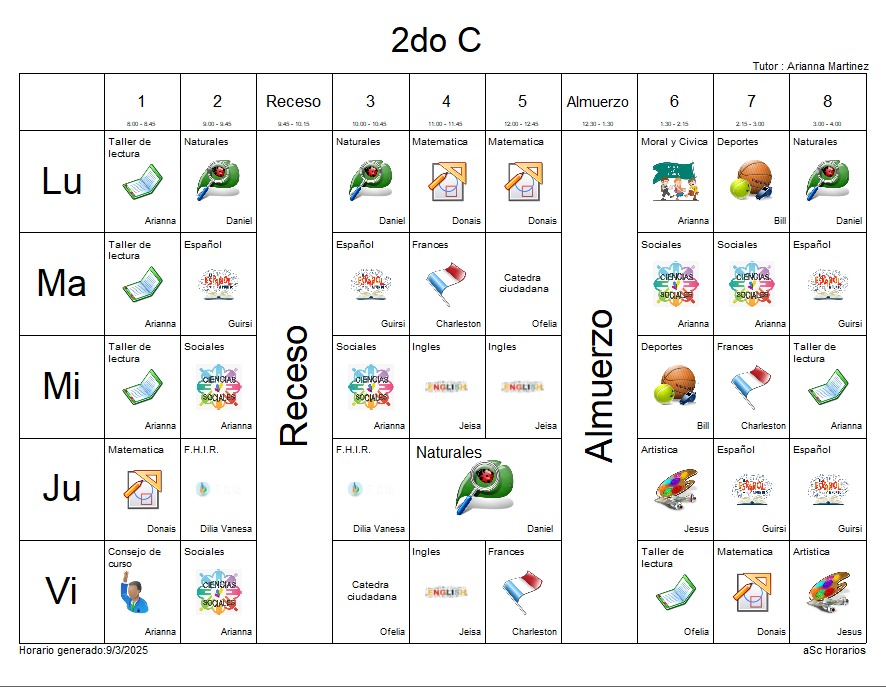 2do C
Tutor : Arianna Martinez
1
8:00 - 8:45
2
9:00 - 9:45
Receso
9:45 - 10:15
3
10:00 - 10:45
4
11:00 - 11:45
5
12:00 - 12:45
Almuerzo
12:30 - 1:30
6
1:30 - 2:15
7
2:15 - 3:00
8
3:00 - 4:00
Receso
Almuerzo
Lu
Taller de
lectura
Arianna
Naturales
Daniel
Naturales
Daniel
Matematica
Donais
Matematica
Donais
Moral y Civica
Arianna
Deportes
Bill
Naturales
Daniel
Ma
Taller de
lectura
Arianna
Español
ESPAÑOL
Guirsi
Español
ESPAÑOL
Guirsi
Frances
Charleston
Catedra
ciudadana
Ofelia
Sociales
CIENCIAS
SOCIALES
Arianna
Sociales
CIENCIAS
SOCIALES
Arianna
Español
ESPAÑOL
Guirsi
Mi
Taller de
lectura
Arianna
Sociales
CIENCIAS
SOCIALES
Arianna
Sociales
CIENCIAS
SOCIALES
Arianna
Ingles
ENGLISH
Jeisa
Ingles
ENGLISH
Jeisa
Deportes
Bill
Frances
Charleston
Taller de
lectura
Arianna
Ju
Matematica
Donais
F.H.I.R.
Dilia Vanesa
F.H.I.R.
Dilia Vanesa
Naturales
Daniel
Artistica
Jesus
Español
ESPAÑOL
Guirsi
Español
ESPAÑOL
Guirsi
Vi
Consejo de
curso
Arianna
Sociales
CIENCIAS
SOCIALES
Arianna
Catedra
ciudadana
Ofelia
Ingles
ENGLISH
Jeisa
Frances
Charleston
Taller de
lectura
Ofelia
Matematica
Donais
Artistica
Jesus
Horario generado:9/3/2025
aSc Horarios